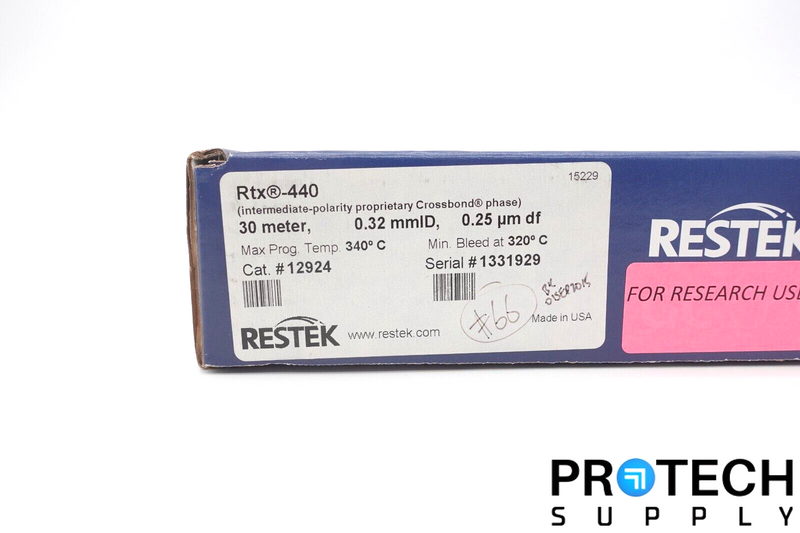 15229
Rtx®-440
(intermediate-polarity proprietary Crossbond® phase)
30 meter, 0.32 mmID, 0.25 µm df
Max Prog. Temp. 340º C Min. Bleed at 320º C
Cat. #12924 Serial #1331929
#66
RESTEK www.restek.com
Made in USA
RESTEK
FOR RESEARCH USE
PROTECH
SUPPLY